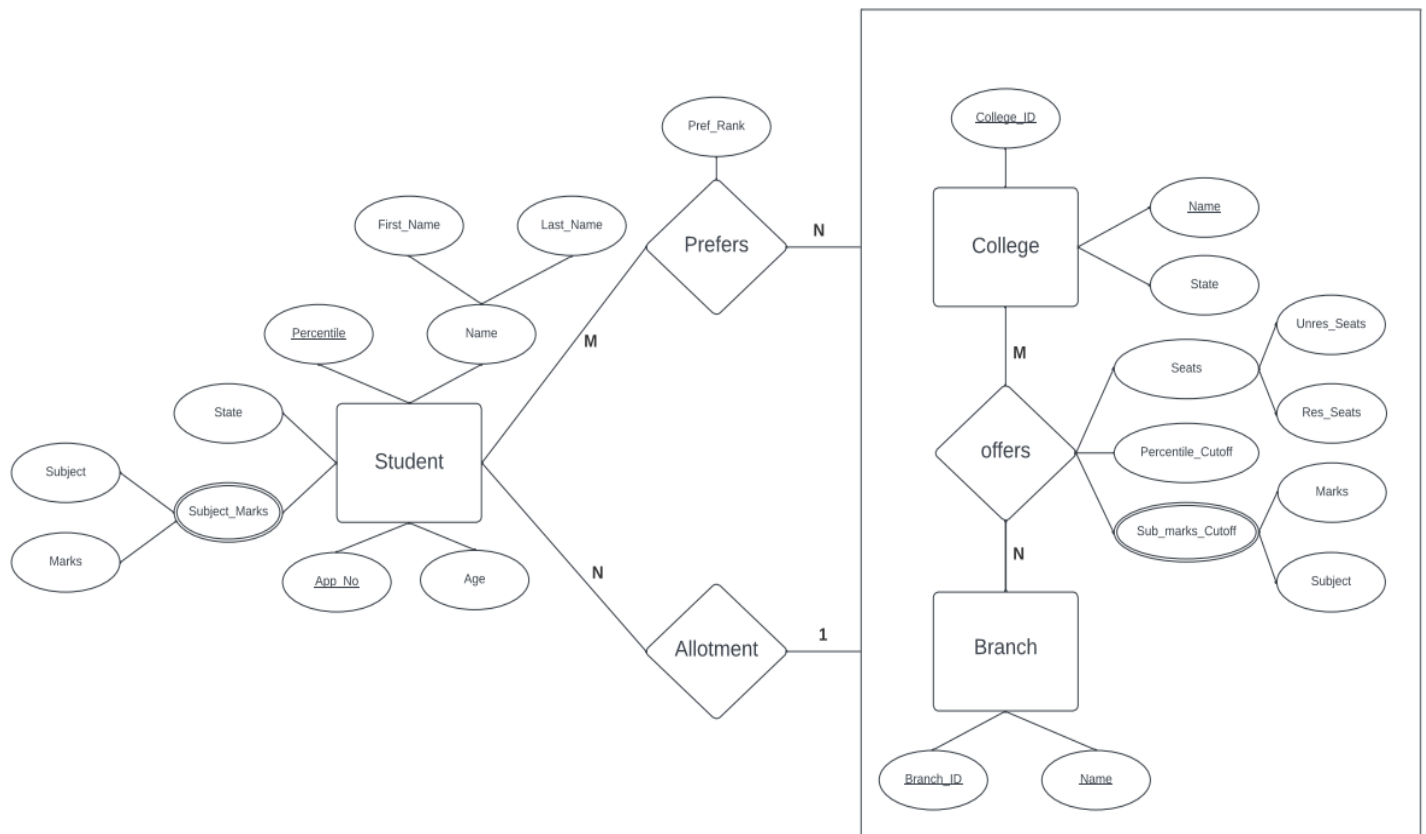 College_ID
Pref_Rank
Name
First_Name
Last_Name
Prefers
N
College
State
Percentile
Name
M
Unres_Seats
M
Seats
State
Res_Seats
Student
offers
Percentile_Cutoff
Subject
Marks
Subject_Marks
Sub_marks_Cutoff
Marks
N
App_No
Age
N
Subject
1
Allotment
Branch
Branch_ID
Name